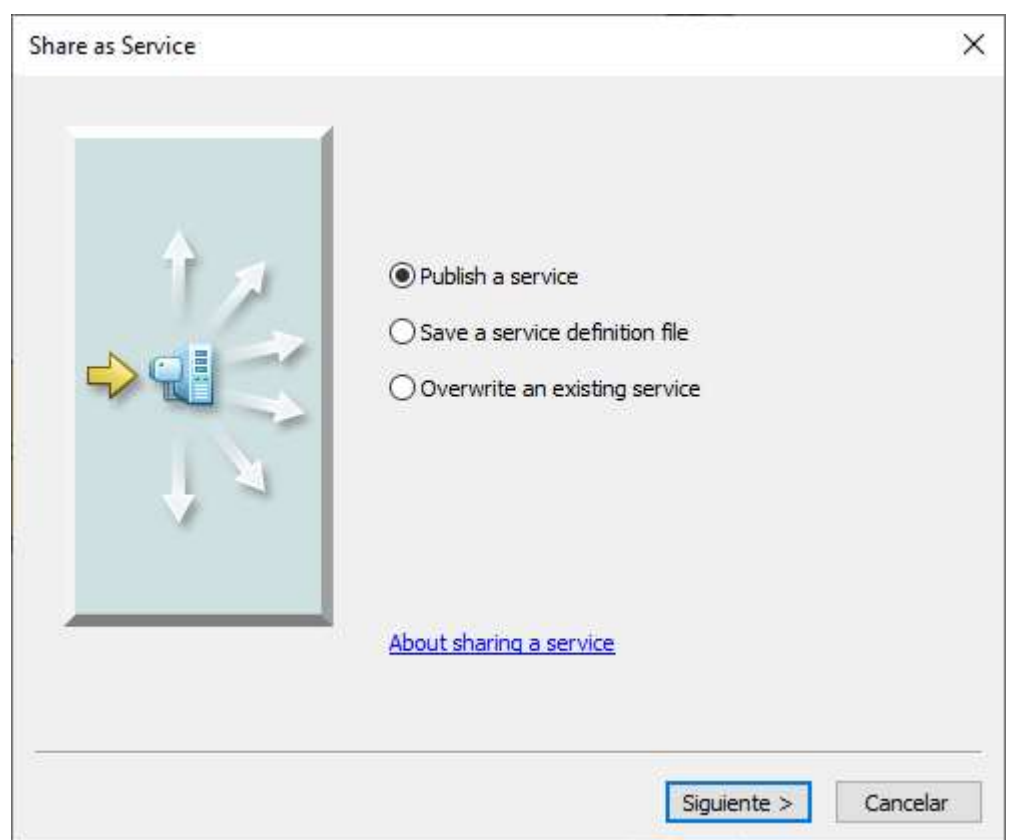 Share as Service
Publish a service
Save a service definition file
Overwrite an existing service
About sharing a service
Siguiente >
Cancelar